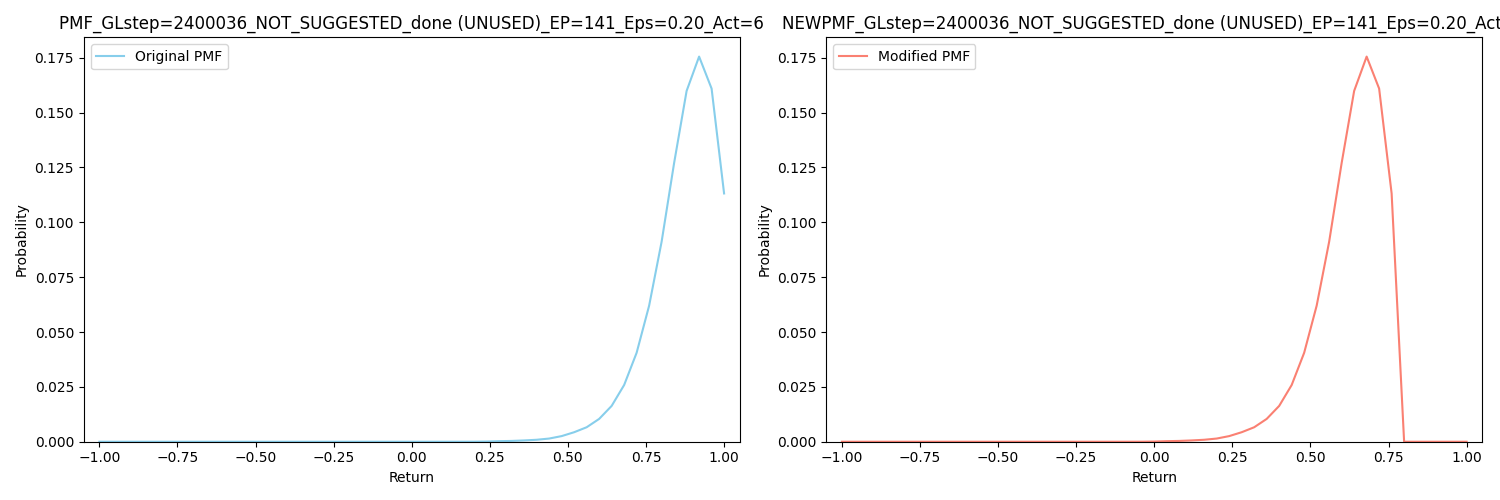 PMF_GLstep=2400036_NOT_SUGGESTED_done (UNUSED)_EP=141_Eps=0.20_Act=6
Original PMF
0.175
0.150
0.125
0.100
0.075
0.050
0.025
0.000
Probability
−1.00 −0.75 −0.50 −0.25 0.00 0.25 0.50 0.75 1.00
Return
NEWPMF_GLstep=2400036_NOT_SUGGESTED_done (UNUSED)_EP=141_Eps=0.20_Act
Modified PMF
0.175
0.150
0.125
0.100
0.075
0.050
0.025
0.000
Probability
−1.00 −0.75 −0.50 −0.25 0.00 0.25 0.50 0.75 1.00
Return